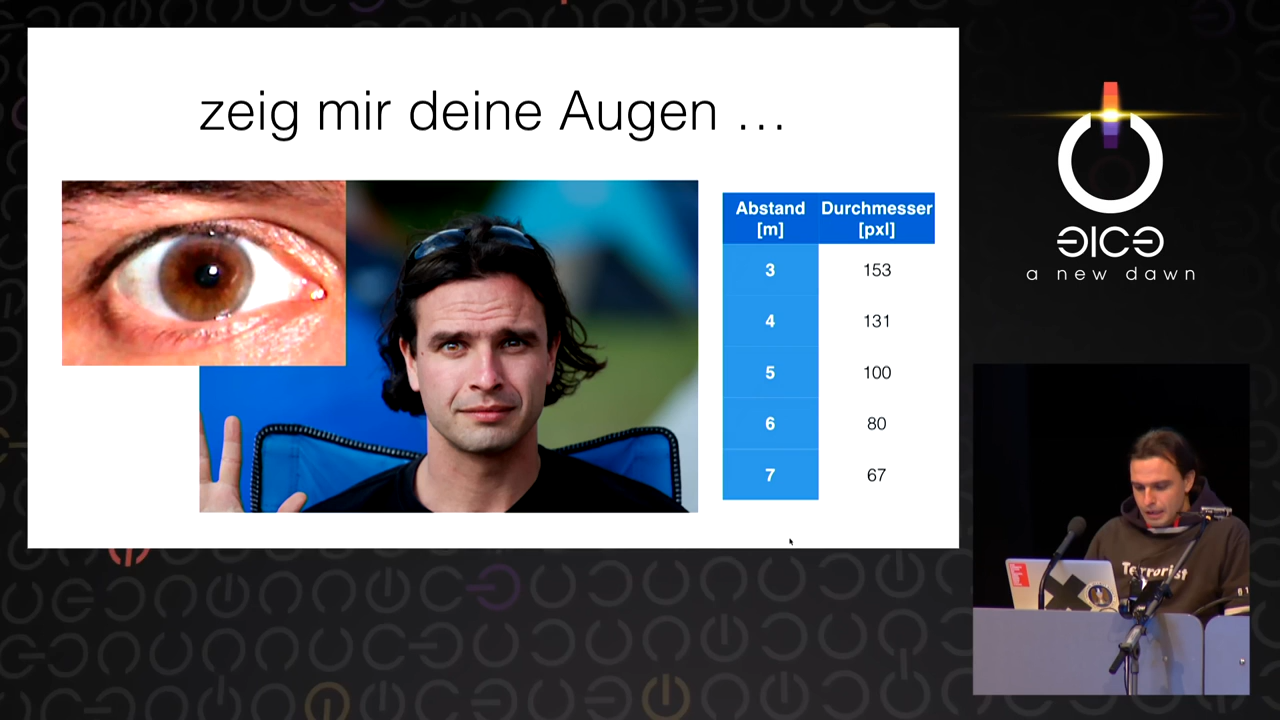 zeig mir deine Augen ...
Abstand [m] Durchmesser [pxl]
3 153
4 131
5 100
6 80
7 67
a new dawn
Terrorist